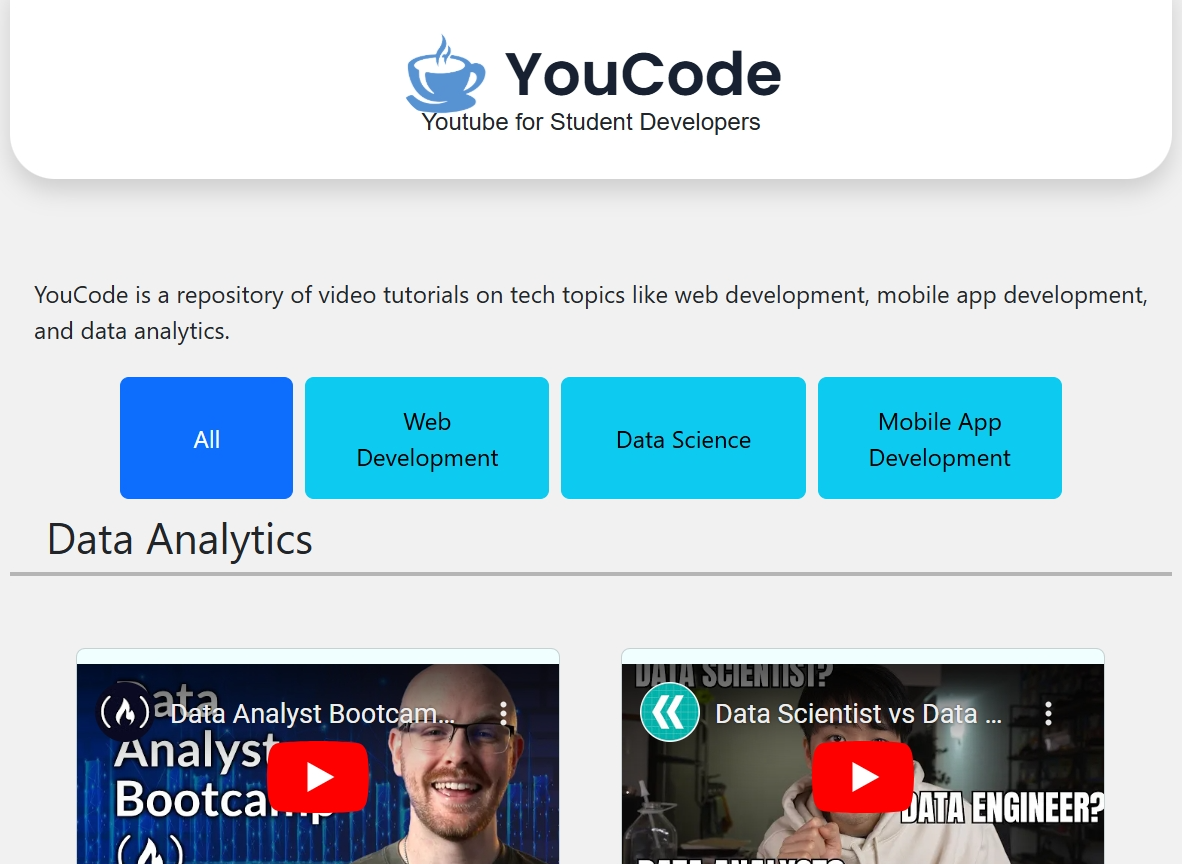 YouCode
Youtube for Student Developers
YouCode is a repository of video tutorials on tech topics like web development, mobile app development,
and data analytics.
All
Web
Development
Data Science
Mobile App
Development
Data Analytics
Data Analyst Bootcam...
Data
Analyst
Bootcamp
DATA SCIENTIST?
Data Scientist vs Data ...
DATA ENGINEER?
DATA ANALYST?